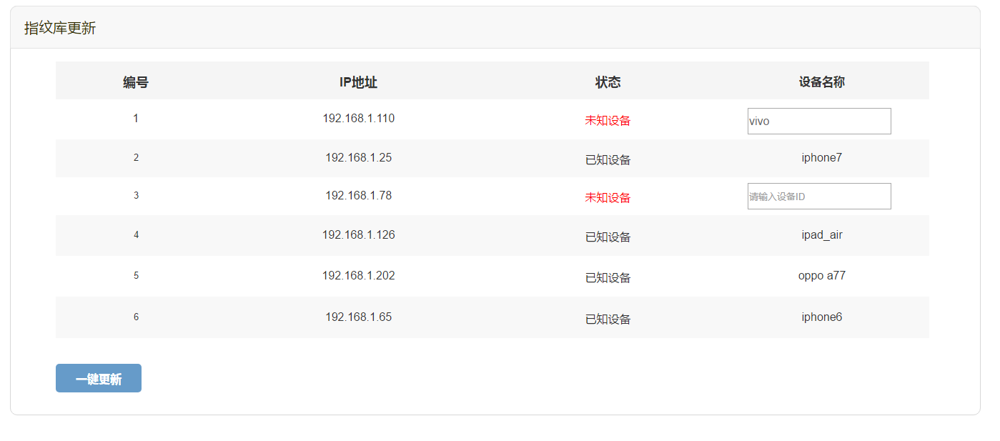 指纹库更新
编号 IP地址 状态 设备名称
1 192.168.1.110 未知设备 vivo
2 192.168.1.25 已知设备 iphone7
3 192.168.1.78 未知设备 请输入设备ID
4 192.168.1.126 已知设备 ipad_air
5 192.168.1.202 已知设备 oppo a77
6 192.168.1.65 已知设备 iphone6
一键更新